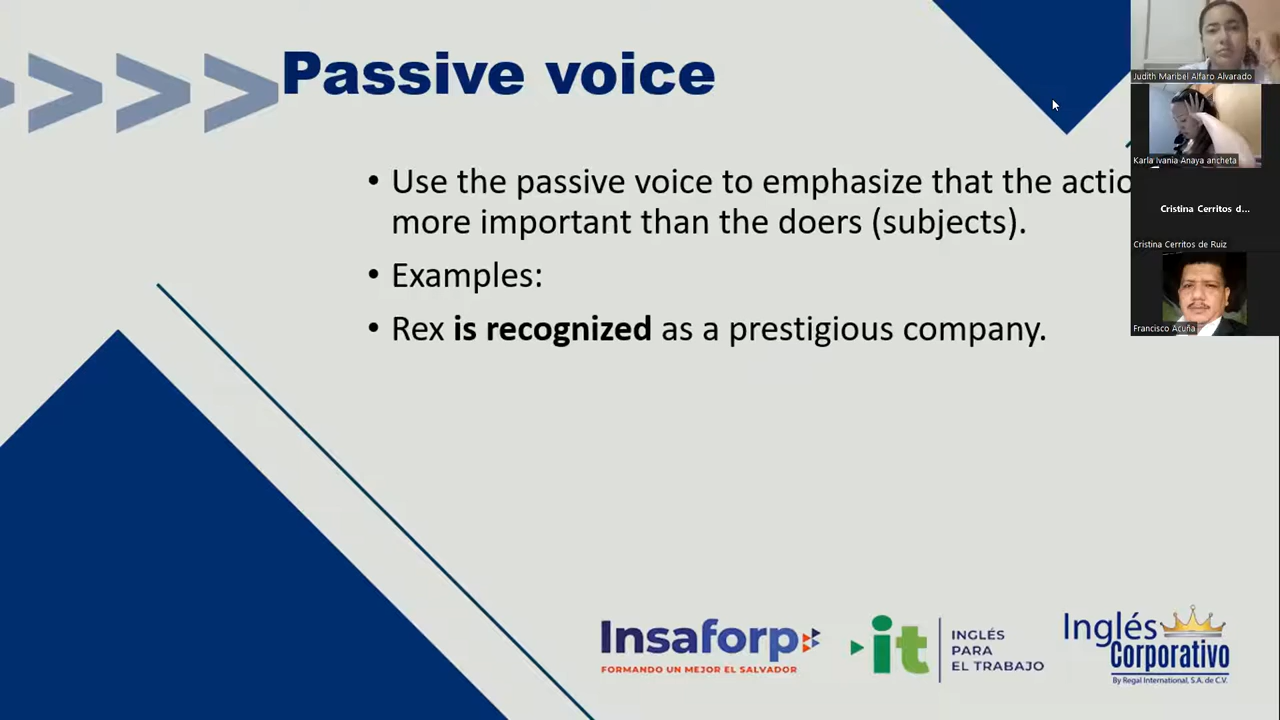 Passive voice
• Use the passive voice to emphasize that the actio
more important than the doers (subjects).
• Examples:
• Rex is recognized as a prestigious company.
Judith Maribel Alfaro Alvarado
Karla Ivania Anaya ancheta
Cristina Cerritos d...
Cristina Cerritos de Ruiz
Francisco Acuña
Insaforp
FORMANDO UN MEJOR EL SALVADOR
it
INGLÉS
PARA
EL TRABAJO
Inglés
Corporativo
By Regal International, S.A. de C.V.